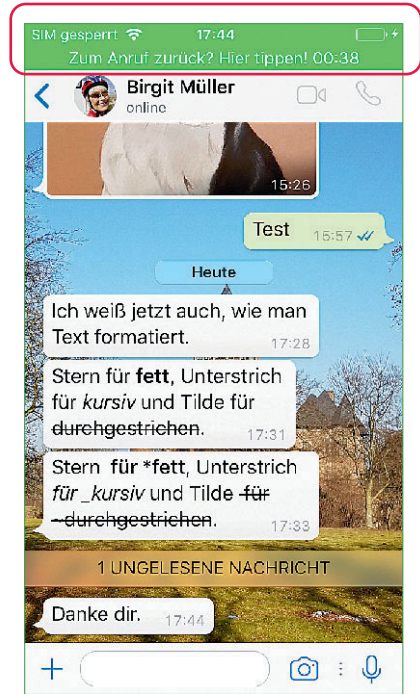 SIM gesperrt 17:44
Zum Anruf zurück? Hier tippen! 00:38
Birgit Müller
online
15:26
Test 15:57
Heute
Ich weiß jetzt auch, wie man
Text formatiert. 17:28
Stern für fett, Unterstrich
für kursiv und Tilde für
durchgestrichen. 17:31
Stern für *fett, Unterstrich
für _kursiv und Tilde für
~durchgestrichen. 17:33
1 UNGELESENE NACHRICHT
Danke dir. 17:44